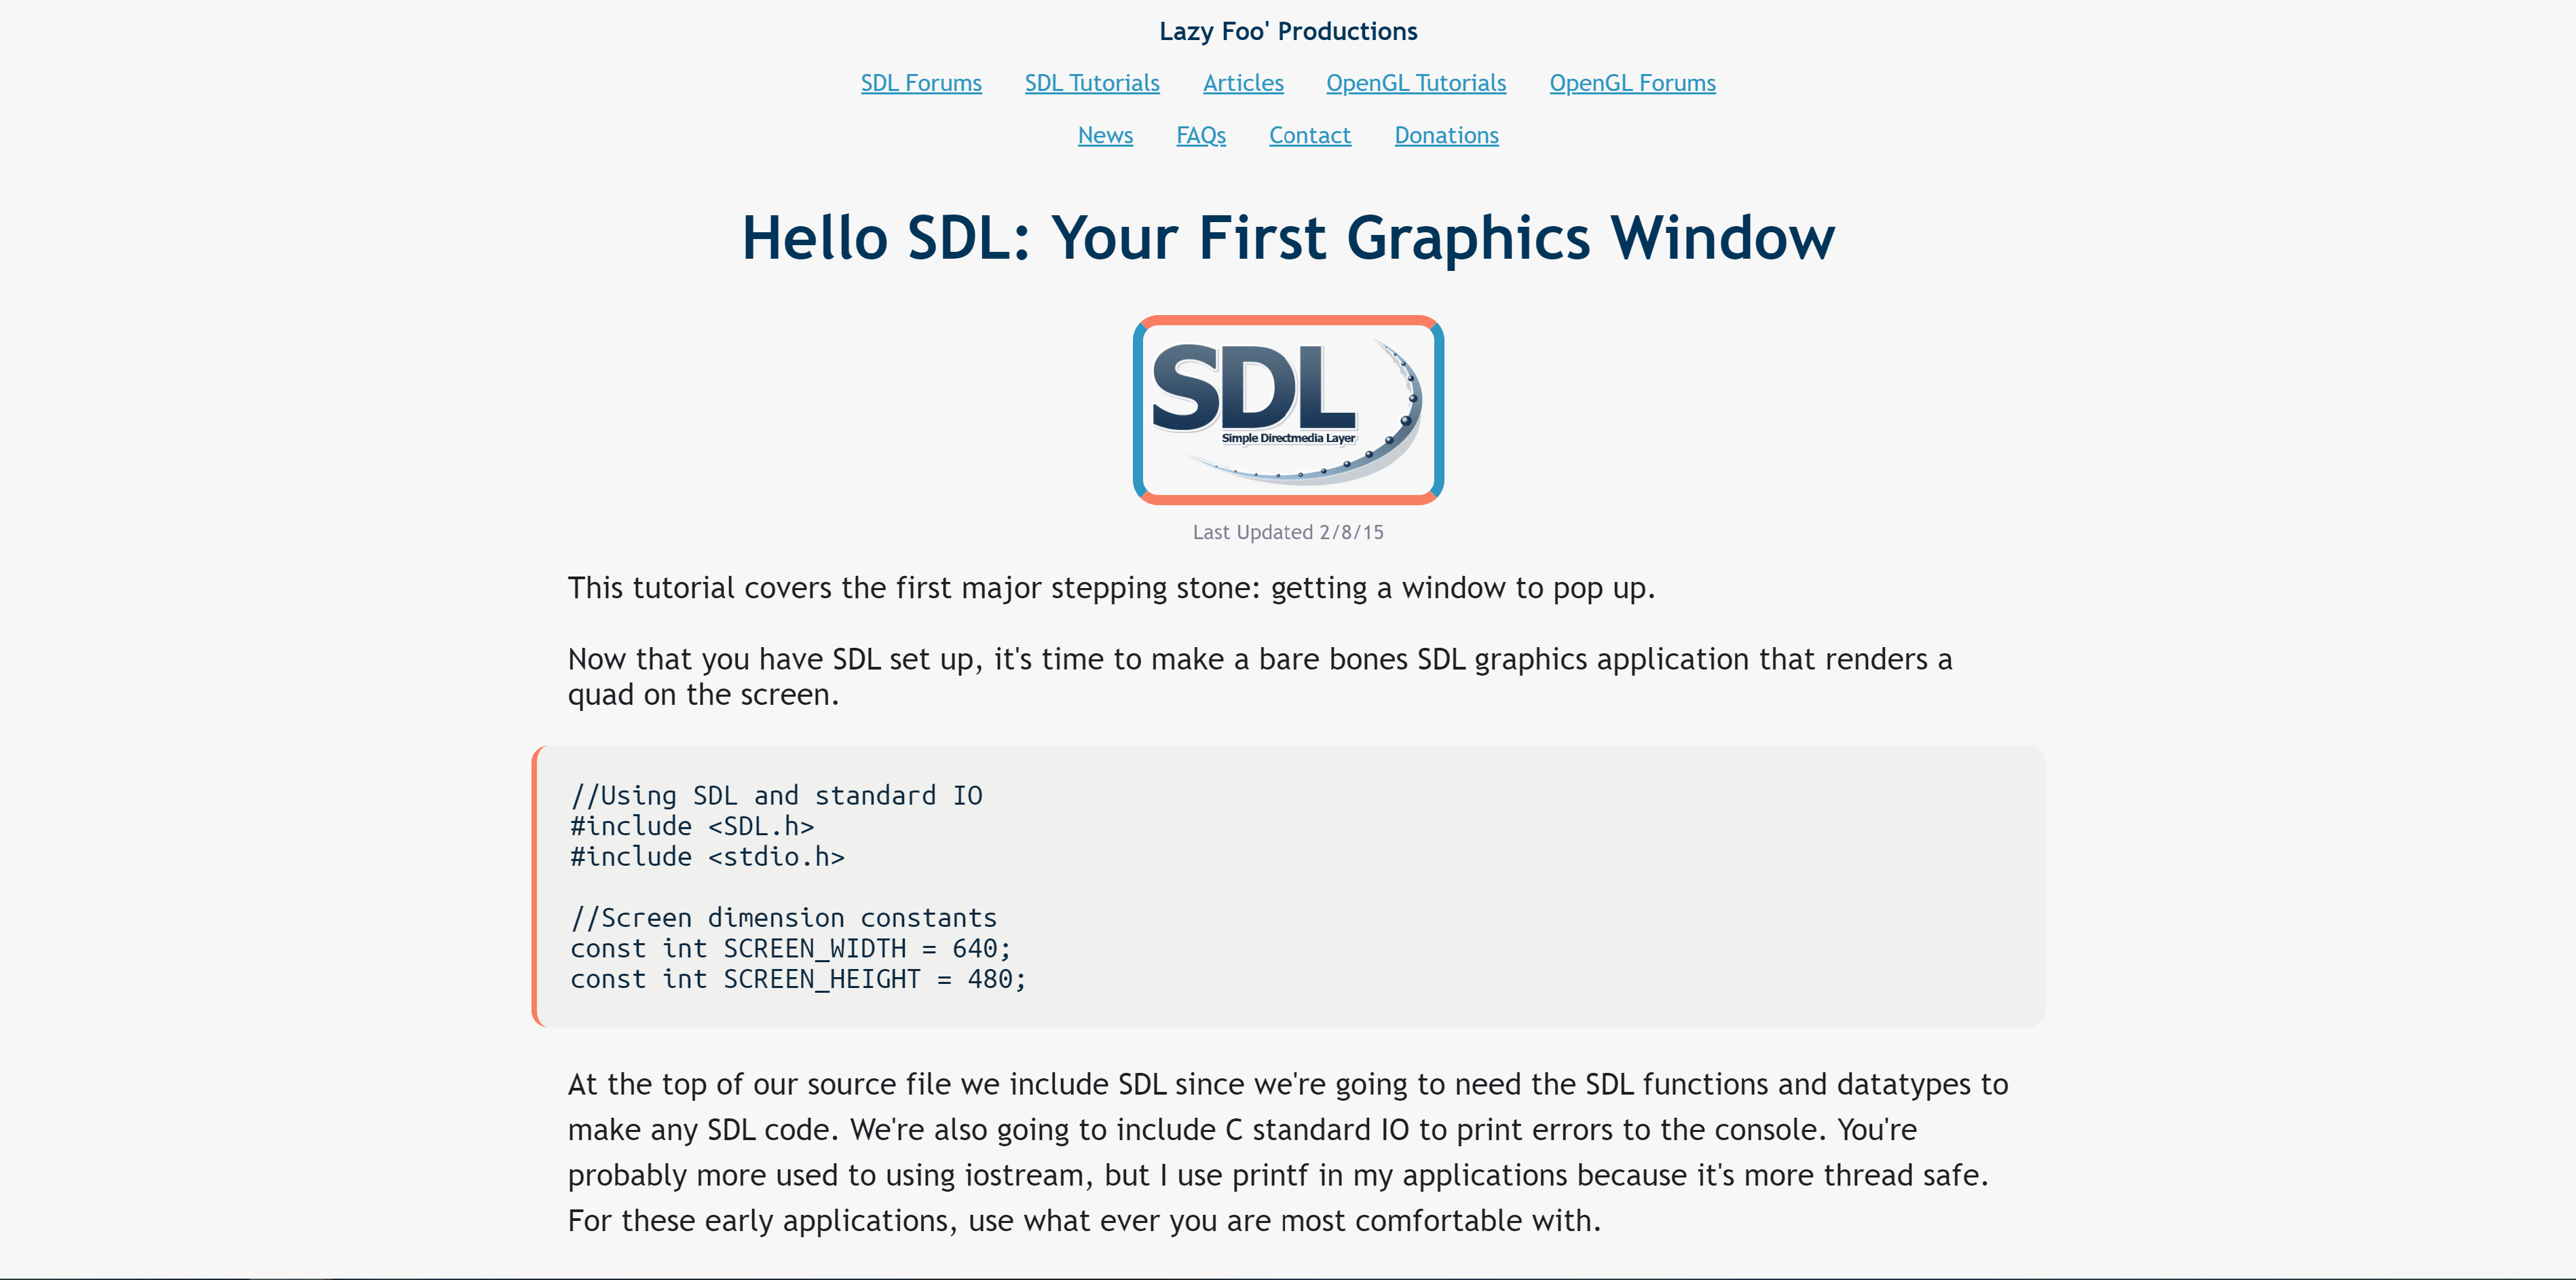 Lazy Foo' Productions
SDL Forums SDL Tutorials Articles OpenGL Tutorials OpenGL Forums
News FAQs Contact Donations
Hello SDL: Your First Graphics Window
SDL
Simple Directmedia Layer
Last Updated 2/8/15
This tutorial covers the first major stepping stone: getting a window to pop up.
Now that you have SDL set up, it's time to make a bare bones SDL graphics application that renders a
quad on the screen.
//Using SDL and standard IO
#include <SDL.h>
#include <stdio.h>
//Screen dimension constants
const int SCREEN_WIDTH = 640;
const int SCREEN_HEIGHT = 480;
At the top of our source file we include SDL since we're going to need the SDL functions and datatypes to
make any SDL code. We're also going to include C standard IO to print errors to the console. You're
probably more used to using iostream, but I use printf in my applications because it's more thread safe.
For these early applications, use what ever you are most comfortable with.